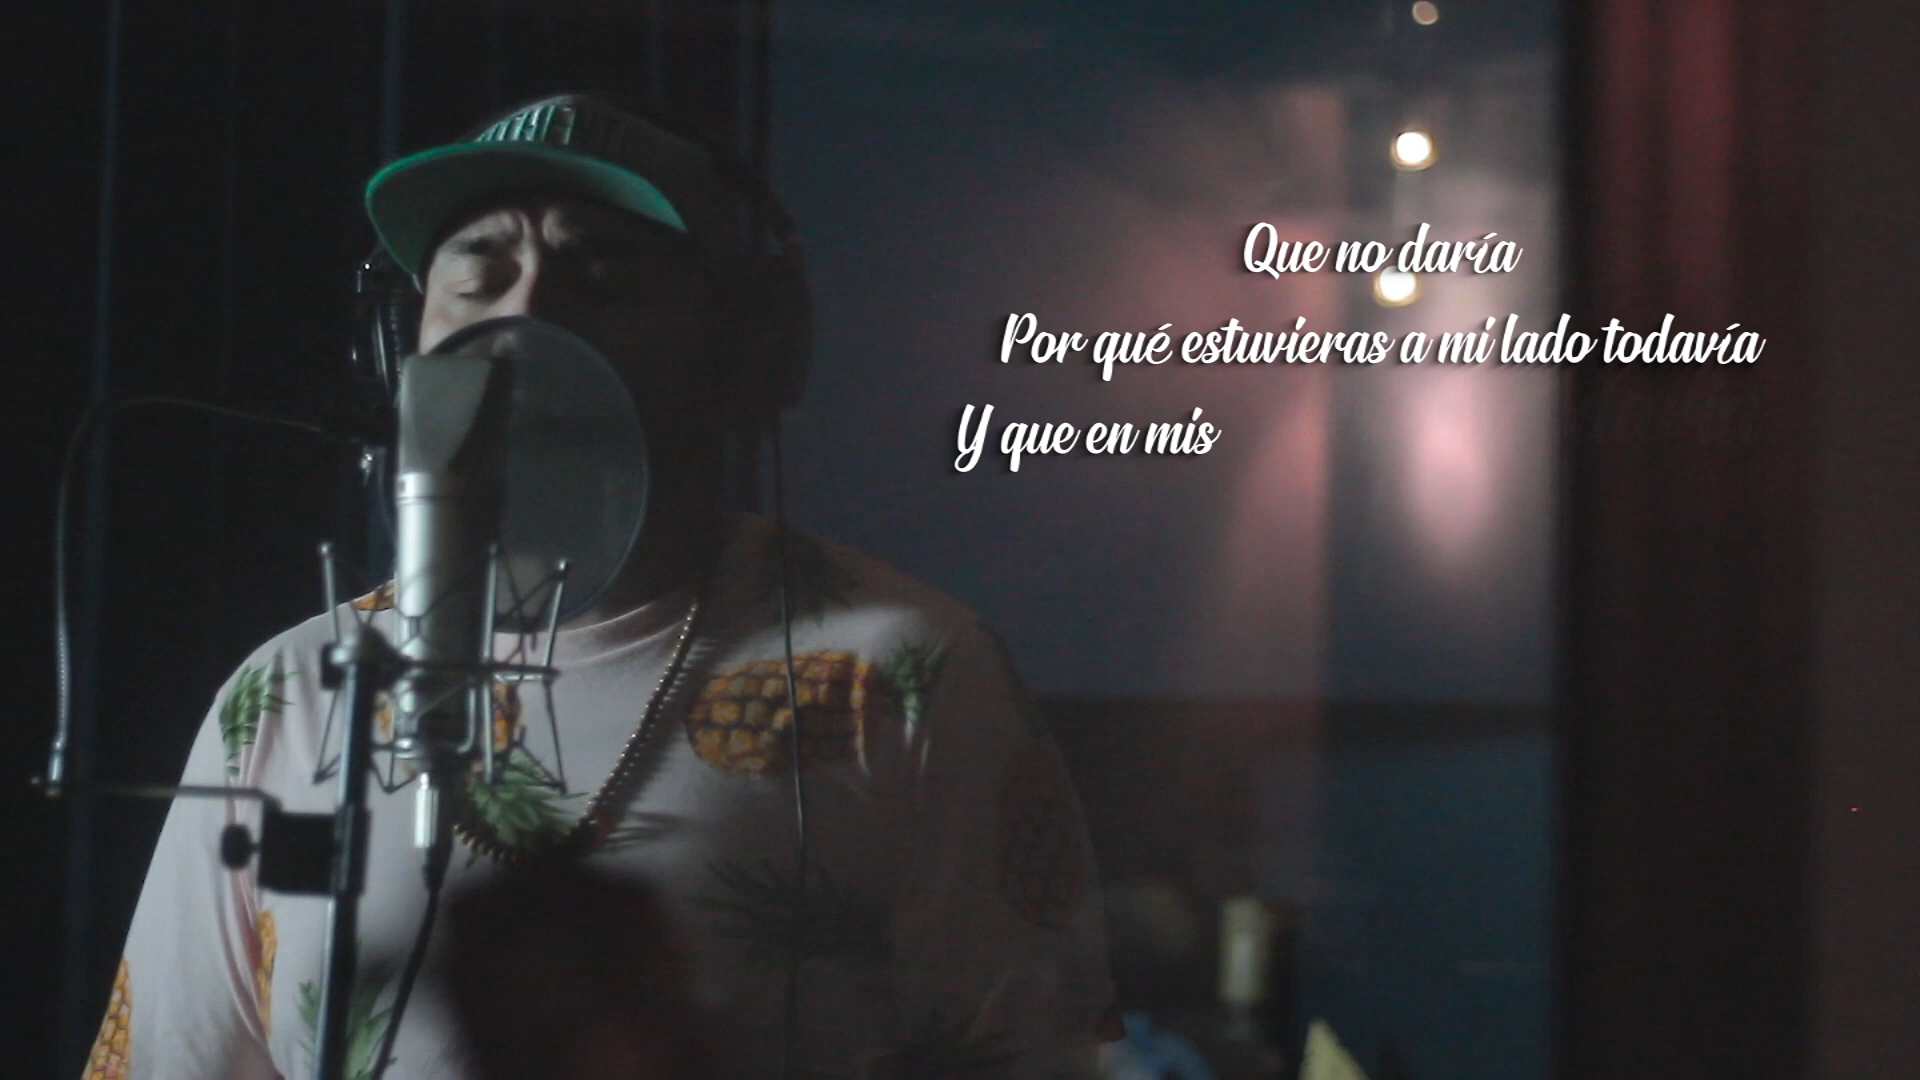 Que no daría
Por qué estuvieras a mi lado todavía
Y que en mis